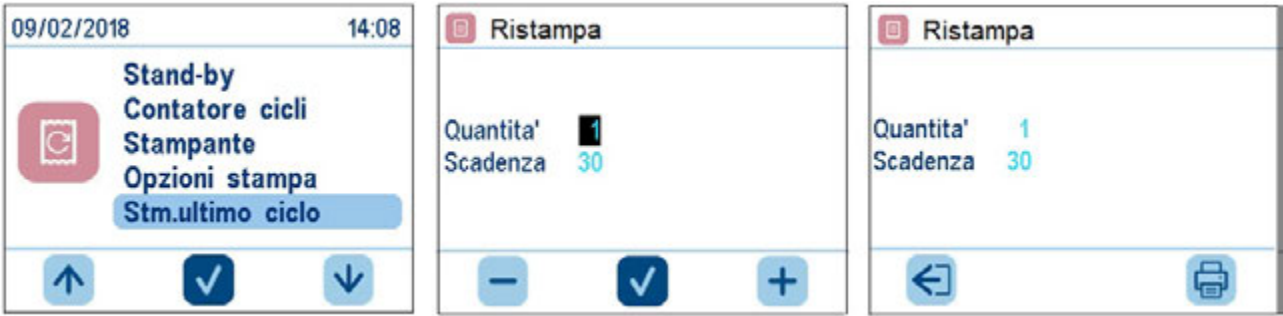 09/02/2018 14:08
Stand-by
Contatore cicli
Stampante
Opzioni stampa
Stm.ultimo ciclo
Ristampa
Quantita' 1
Scadenza 30
Ristampa
Quantita' 1
Scadenza 30